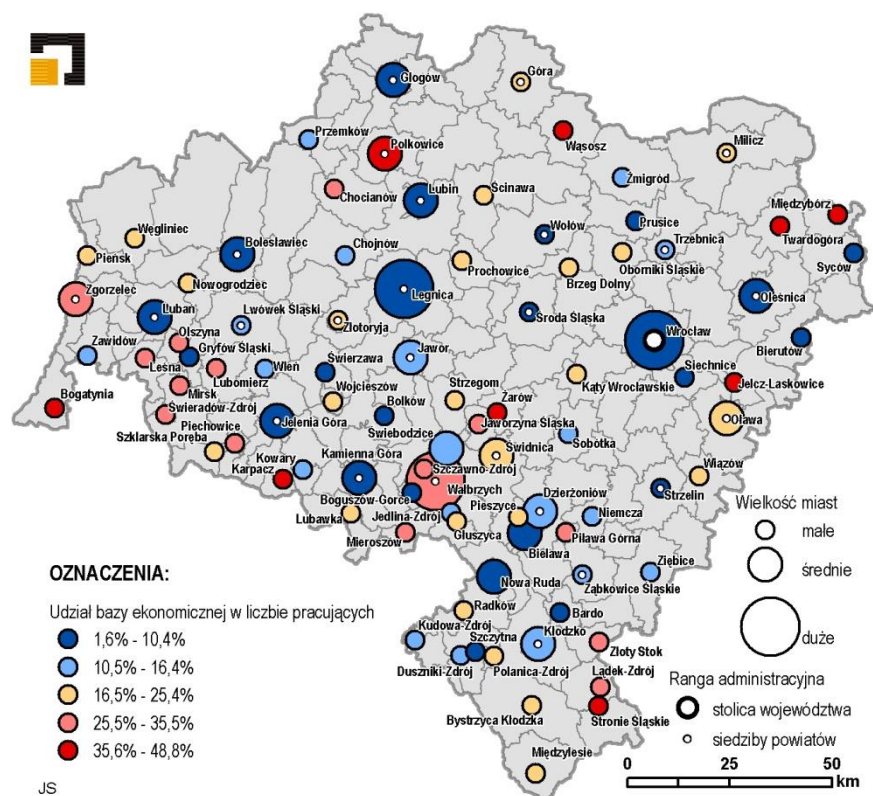 Głogów
Góra
Przemków
Polkowice
Wąsosz
Milicz
Żmigród
Chocianów
Lubin
Ścinawa
Międzybórz
Twardogóra
Syców
Wołów
Prusice
Trzebnica
Oborniki Śląskie
Węgliniec
Pieńsk
Bolesławiec
Chojnów
Prochowice
Brzeg Dolny
Nowogrodziec
Zgorzelec
Legnica
Oleśnica
Lubań
Lwówek Śląski
Złotoryja
Środa Śląska
Wrocław
Bierutów
Olszyna
Zawidów
Gryfów Śląski
Leśna
Lubomierz
Wleń
Świerzawa
Jawor
Siechnice
Kąty Wrocławskie
Jelcz-Laskowice
Mirsk
Wojcieszów
Strzegom
Żarów
Bogatynia
Świeradów-Zdrój
Bolków
Jaworzyna Śląska
Oława
Piechowice
Jelenia Góra
Świebodzice
Szklarska Poręba
Sobótka
Kamienna Góra
Świdnica
Kowary
Karpacz
Szczawno-Zdrój
Wałbrzych
Wiązów
Strzelin
Boguszów-Gorce
Dzierżoniów
Pieszyce
Lubawka
Jedlina-Zdrój
Niemcza
Głuszyca
Mieroszów
Piława Górna
Bielawa
Ziębice
Nowa Ruda
Ząbkowice Śląskie
Radków
Bardo
Kudowa-Zdrój
Kłodzko
Szczytna
Złoty Stok
Duszniki-Zdrój
Polanica-Zdrój
Lądek-Zdrój
Bystrzyca Kłodzka
Stronie Śląskie
Międzylesie
Wielkość miast
małe
średnie
duże
Ranga administracyjna
stolica województwa
siedziby powiatów
0 25 50
km
OZNACZENIA:
Udział bazy ekonomicznej w liczbie pracujących
1,6% - 10,4%
10,5% - 16,4%
16,5% - 25,4%
25,5% - 35,5%
35,6% - 48,8%
JS